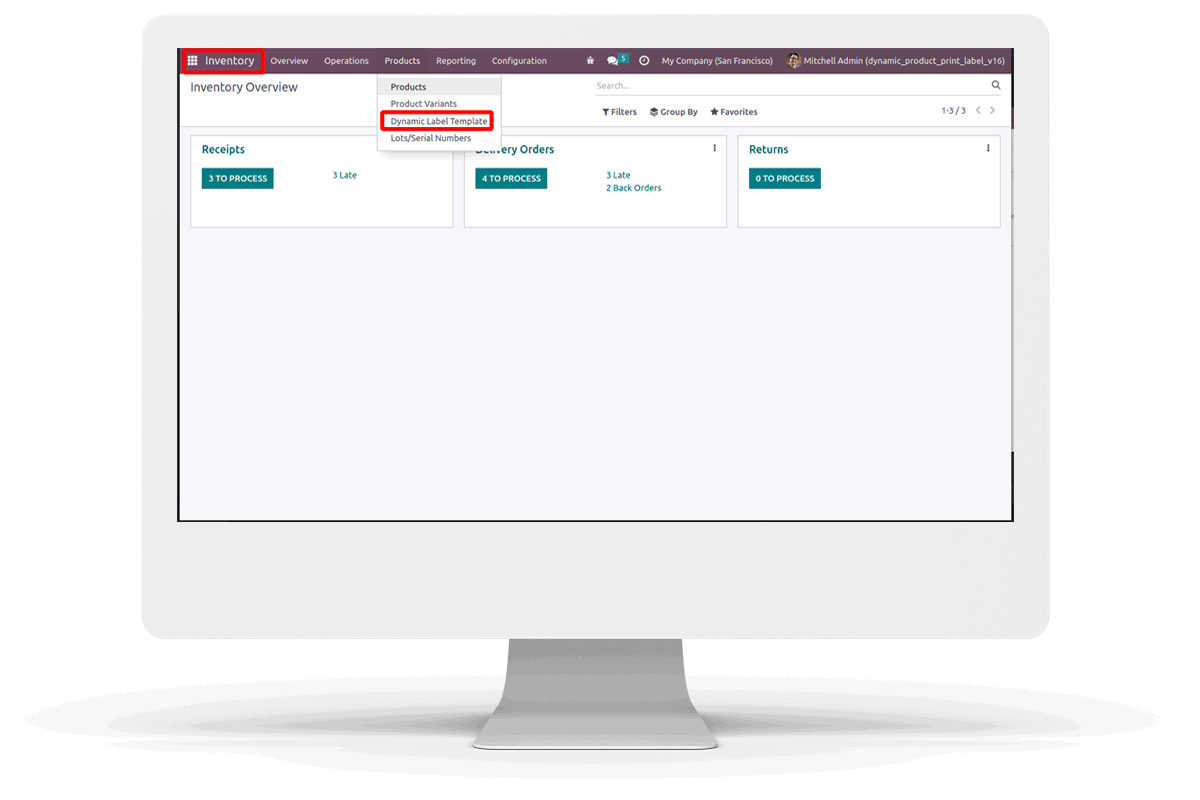 Inventory Overview Operations Products Reporting Configuration 5 My Company (San Francisco) Mitchell Admin (dynamic_product_print_label_v16)
Inventory Overview
Products
Product Variants
Dynamic Label Template
Lots/Serial Numbers
Search...
Filters Group By Favorites 1-3 / 3
Receipts
3 TO PROCESS 3 Late
Delivery Orders
4 TO PROCESS 3 Late
2 Back Orders
Returns
0 TO PROCESS